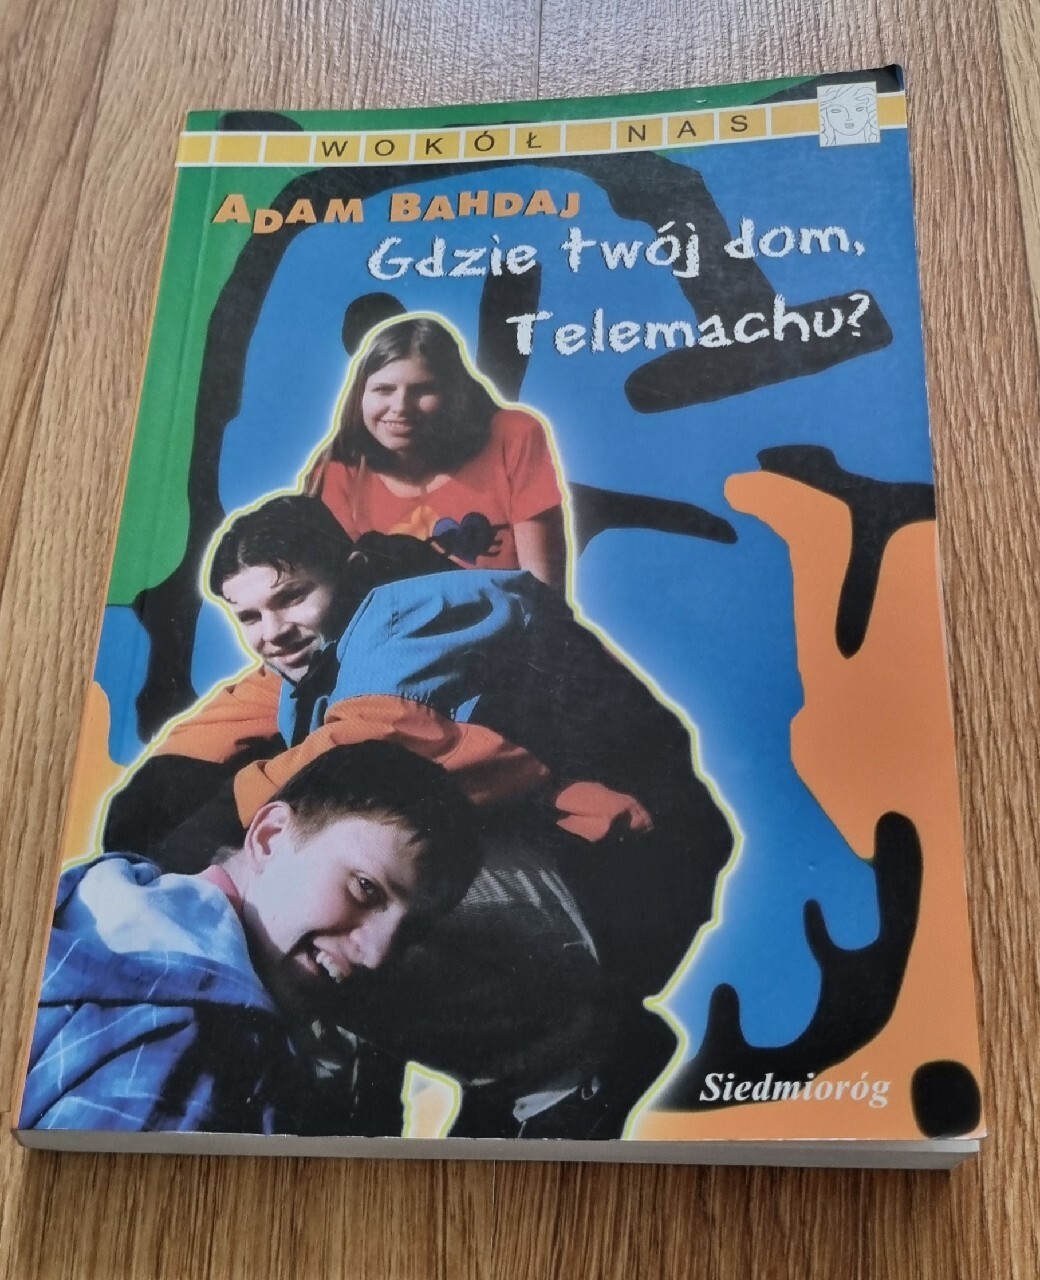 WOKÓŁ NAS
ADAM BAHDAJ
Gdzie twój dom,
Telemachu?
Siedmioróg